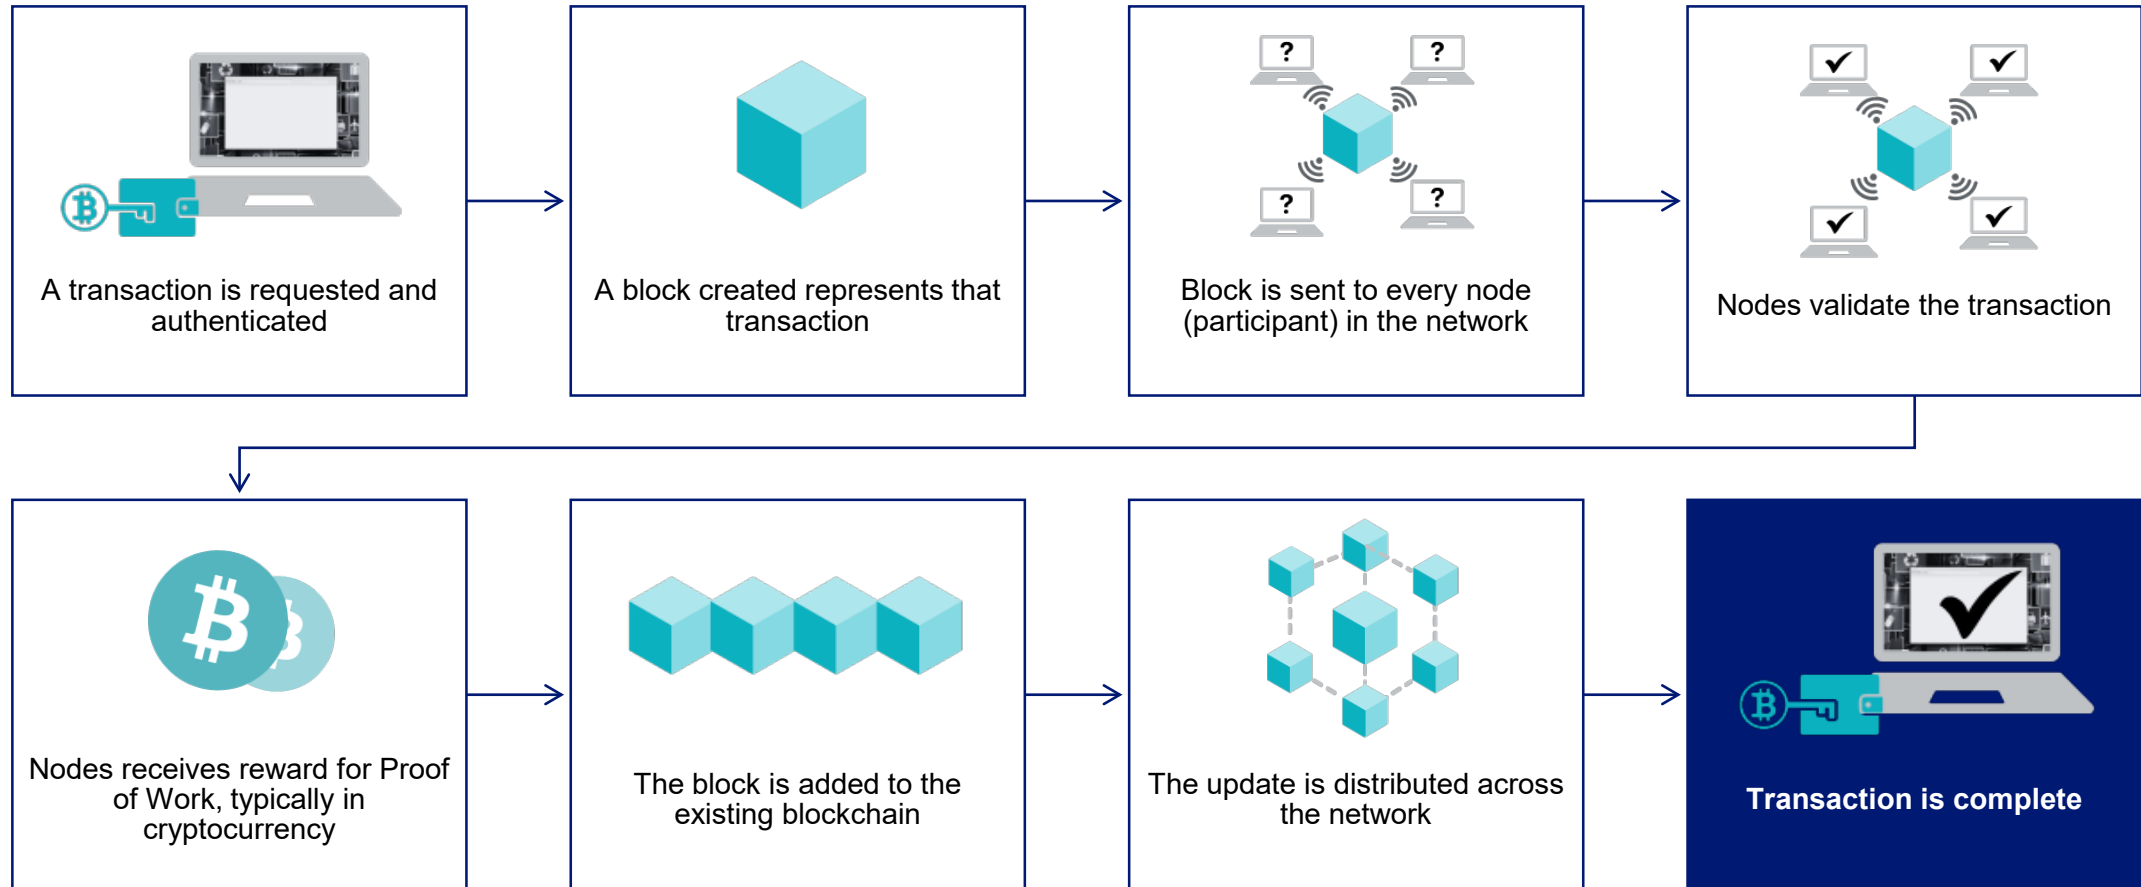 ?
?
?
?
A transaction is requested and
authenticated
A block created represents that
transaction
Block is sent to every node
(participant) in the network
Nodes validate the transaction
Nodes receives reward for Proof
of Work, typically in
cryptocurrency
The block is added to the
existing blockchain
The update is distributed across
the network
Transaction is complete